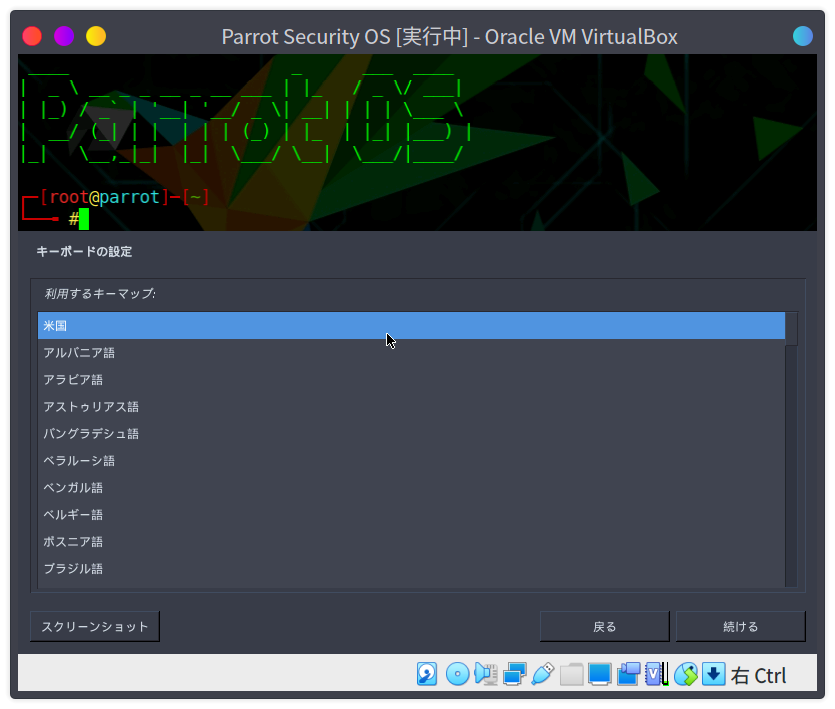 Parrot Security OS [実行中] - Oracle VM VirtualBox
Parrot OS
[root@parrot]─[~]
#
キーボードの設定
利用するキーマップ:
米国
アルバニア語
アラビア語
アストゥリアス語
バングラデシュ語
ベラルーシ語
ベンガル語
ベルギー語
ボスニア語
ブラジル語
スクリーンショット
戻る
続ける
右 Ctrl